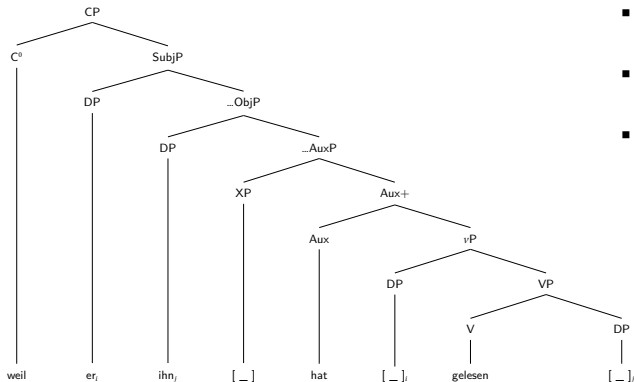 CP
C⁰ SubjP
DP ...ObjP
DP ...AuxP
XP Aux+
Aux vP
DP VP
V DP
weil erᵢ ihnⱼ [ _ ] hat [ _ ]ᵢ gelesen [ _ ]ⱼ